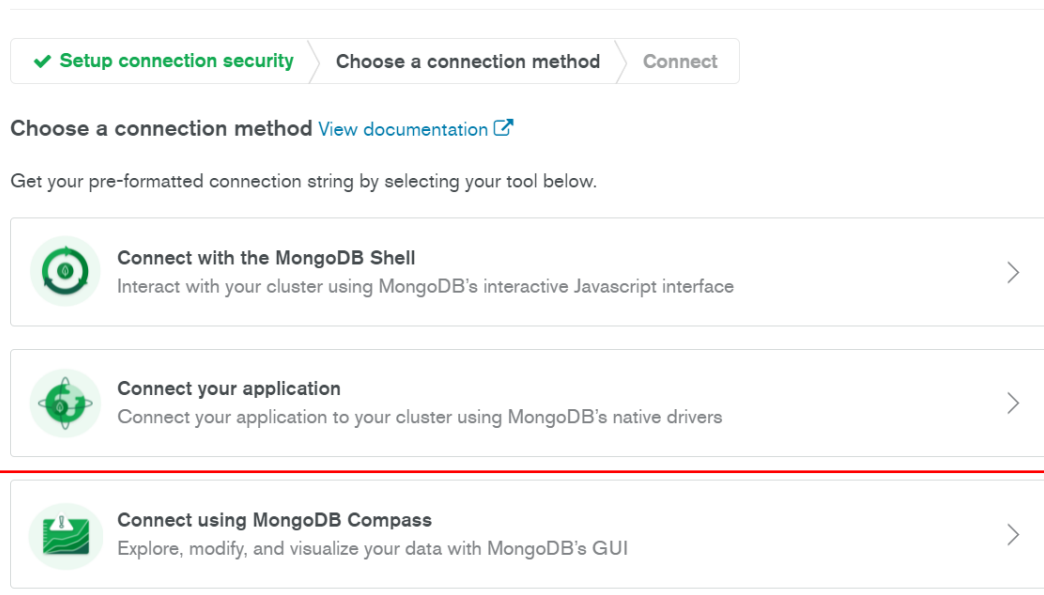 Setup connection security Choose a connection method Connect
Choose a connection method View documentation
Get your pre-formatted connection string by selecting your tool below.
Connect with the MongoDB Shell
Interact with your cluster using MongoDB's interactive Javascript interface
Connect your application
Connect your application to your cluster using MongoDB's native drivers
Connect using MongoDB Compass
Explore, modify, and visualize your data with MongoDB's GUI